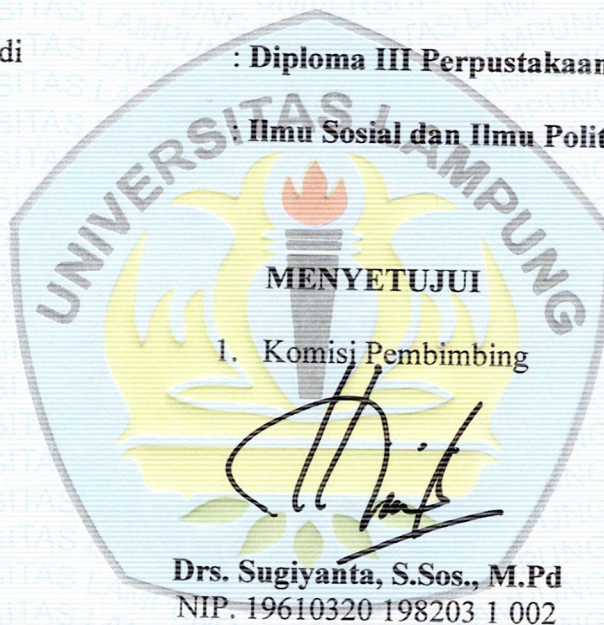 di : Diploma III Perpustakaan
: Ilmu Sosial dan Ilmu Polit
UNIVERSITAS LAMPUNG
MENYETUJUI
1. Komisi Pembimbing
Drs. Sugiyanta, S.Sos., M.Pd
NIP. 19610320 198203 1 002